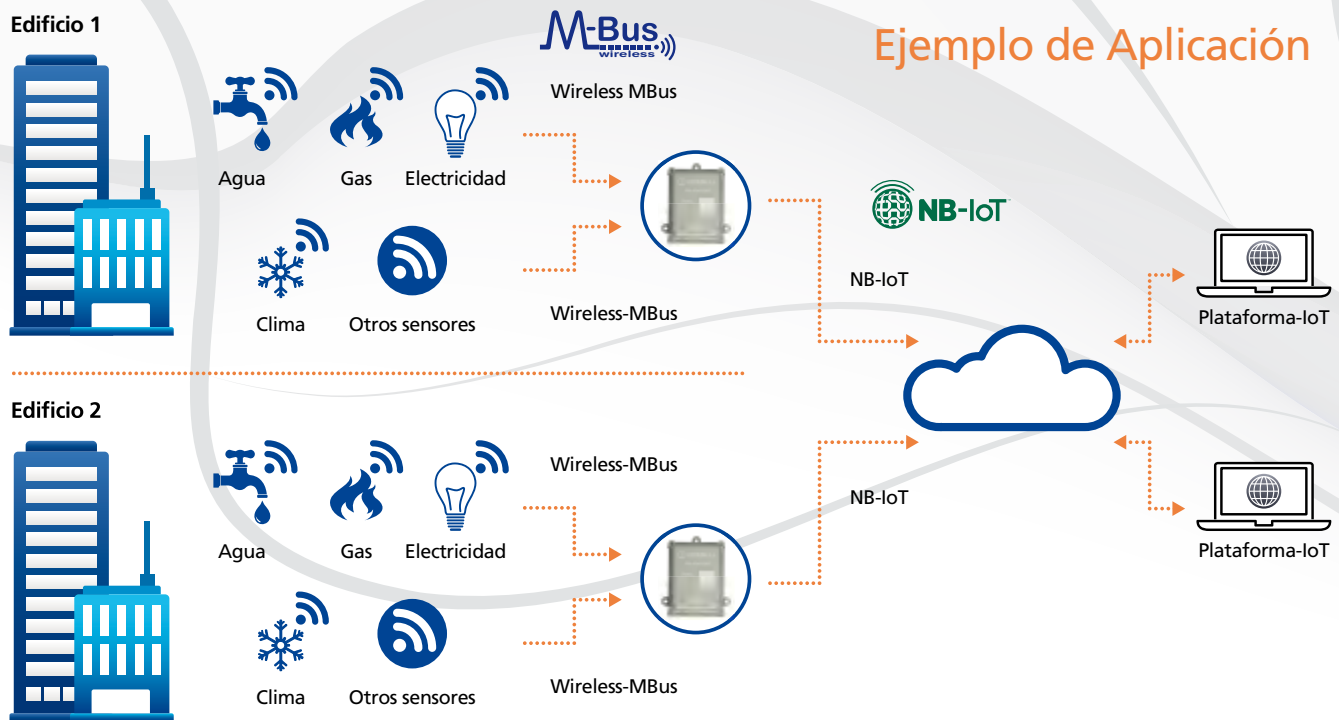 Edificio 1
M-Bus
wireless
Ejemplo de Aplicación
Wireless MBus
Agua
Gas
Electricidad
NB-IoT
NB-IoT
Clima
Otros sensores
Wireless-MBus
Plataforma-IoT
Edificio 2
Wireless-MBus
Agua
Gas
Electricidad
NB-IoT
Plataforma-IoT
Clima
Otros sensores
Wireless-MBus